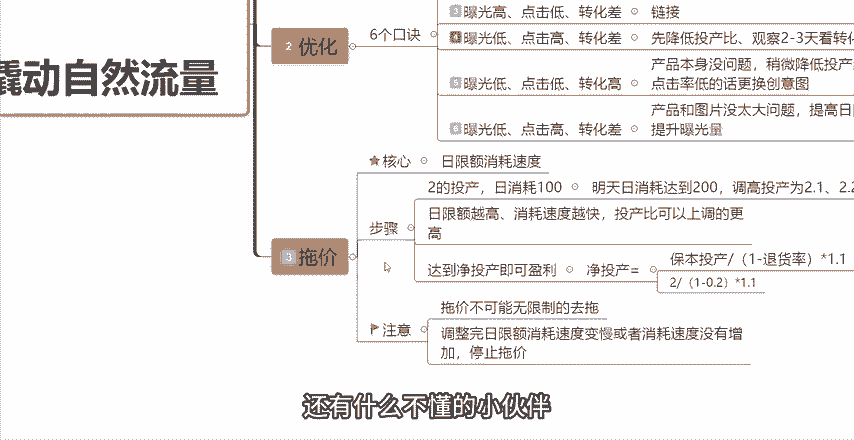 撬动自然流量
2 优化
6个口诀
曝光高、点击低、转化差
链接
曝光低、点击高、转化差
先降低投产比、观察2-3天看转化
曝光低、点击低、转化高
产品本身没问题，稍微降低投产
点击率低的话更换创意图
曝光低、点击高、转化差
产品和图片没太大问题，提高日
提升曝光量
3 拖价
核心
日限额消耗速度
步骤
2的投产，日消耗100
明天日消耗达到200，调高投产为2.1、2.2
日限额越高、消耗速度越快，投产比可以上调的更
高
达到净投产即可盈利
净投产=
保本投产/（1-退货率）*1.1
2/（1-0.2）*1.1
注意
拖价不可能无限制的去拖
调整完日限额消耗速度变慢或者消耗速度没有增
加，停止拖价
还有什么不懂的小伙伴